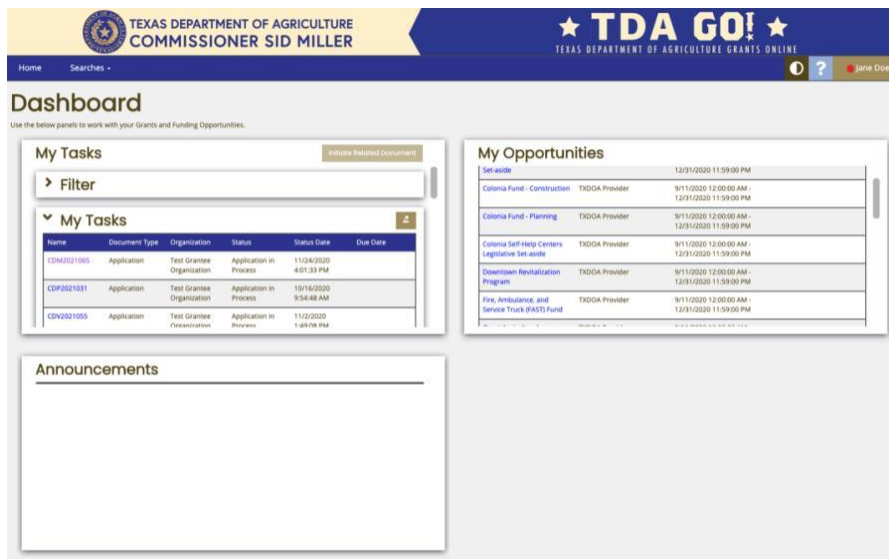 TEXAS DEPARTMENT OF AGRICULTURE
COMMISSIONER SID MILLER
TDA GO!
TEXAS DEPARTMENT OF AGRICULTURE GRANTS ONLINE
Home Searches
? Jane Doe
Dashboard
Use the below panels to work with your Grants and Funding Opportunities.
My Tasks Initiate Related Document
Filter
My Tasks
Name Document Type Organization Status Status Date Due Date
CDM2021065 Application Test Grantee Application in 11/24/2020
Organization Process 4:01:33 PM
CDP2021031 Application Test Grantee Application in 10/16/2020
Organization Process 9:54:48 AM
CDV2021055 Application Test Grantee Application in 11/2/2020
Organization Process 1:49:08 PM
My Opportunities
Set-aside 12/31/2020 11:59:00 PM
Colonia Fund - Construction TXDOA Provider 9/11/2020 12:00:00 AM -
12/31/2020 11:59:00 PM
Colonia Fund - Planning TXDOA Provider 9/11/2020 12:00:00 AM -
12/31/2020 11:59:00 PM
Colonia Self-Help Centers TXDOA Provider 9/11/2020 12:00:00 AM -
Legislative Set-aside 12/31/2020 11:59:00 PM
Downtown Revitalization TXDOA Provider 9/11/2020 12:00:00 AM -
Program 12/31/2020 11:59:00 PM
Fire, Ambulance, and TXDOA Provider 9/11/2020 12:00:00 AM -
Service Truck (FAST) Fund 12/31/2020 11:59:00 PM
Announcements